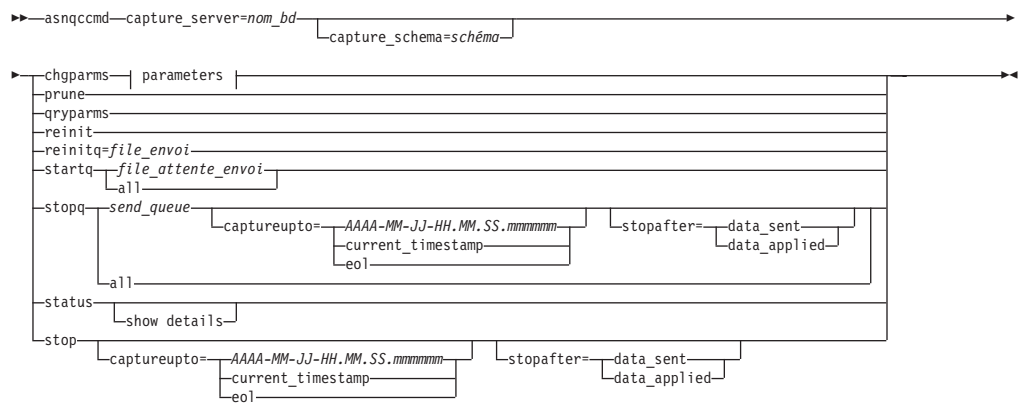 asnqccmd capture_server=nom_bd
capture_schema=schéma
chgparms parameters
prune
qryparms
reinit
reinitq=file_envoi
startq file_attente_envoi
all
stopq send_queue
captureupto= AAAA-MM-JJ-HH.MM.SS.mmmmmm stopafter= data_sent
current_timestamp data_applied
eol
all
status
show details
stop
captureupto= AAAA-MM-JJ-HH.MM.SS.mmmmmm stopafter= data_sent
current_timestamp data_applied
eol